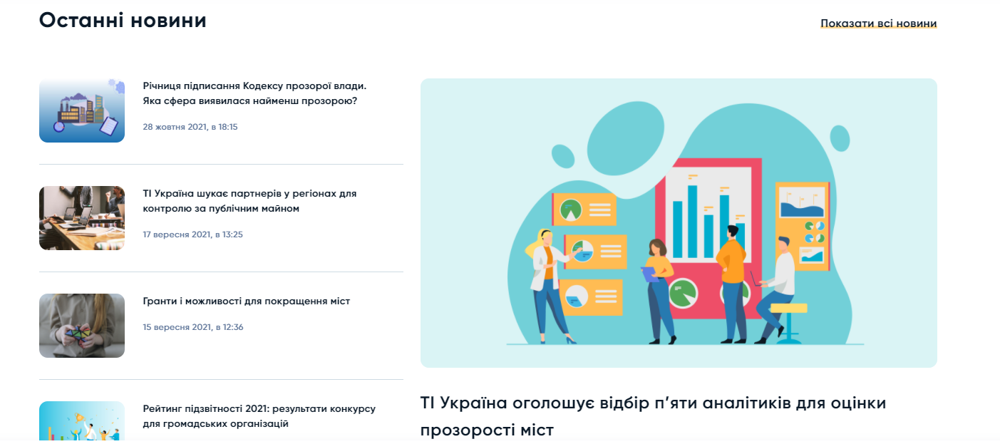 Останні новини
Показати всі новини
Річниця підписання Кодексу прозорої влади.
Яка сфера виявилася найменш прозорою?
28 жовтня 2021, в 18:15
ТІ Україна шукає партнерів у регіонах для
контролю за публічним майном
17 вересня 2021, в 13:25
Гранти і можливості для покращення міст
15 вересня 2021, в 12:36
Рейтинг підзвітності 2021: результати конкурсу
для громадських організацій
ТІ Україна оголошує відбір п’яти аналітиків для оцінки
прозорості міст